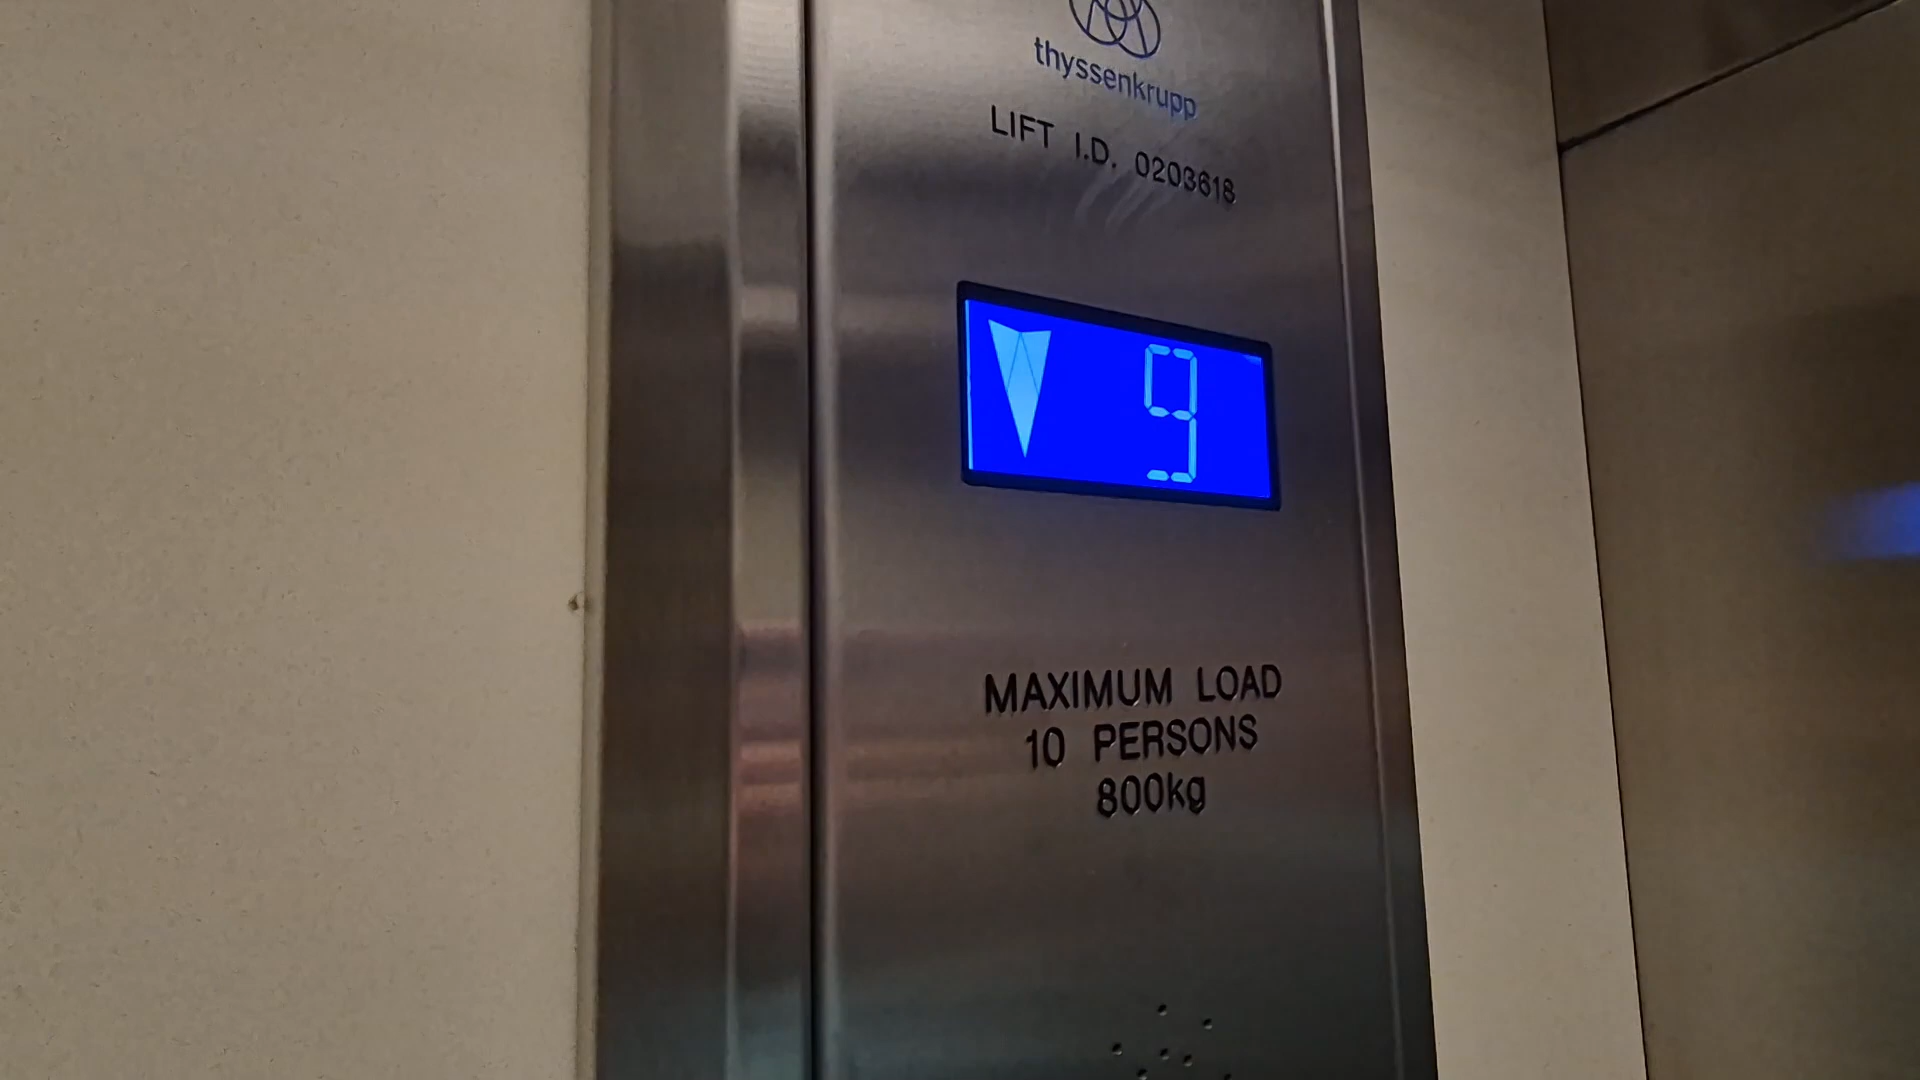 thyssenkrupp
LIFT I.D. 0203618
9
MAXIMUM LOAD
10 PERSONS
800kg